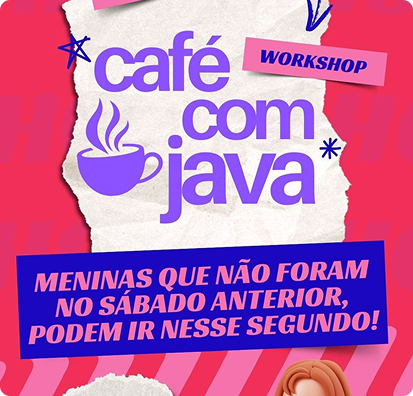 café
WORKSHOP
com
java
MENINAS QUE NÃO FORAM
NO SÁBADO ANTERIOR,
PODEM IR NESSE SEGUNDO!